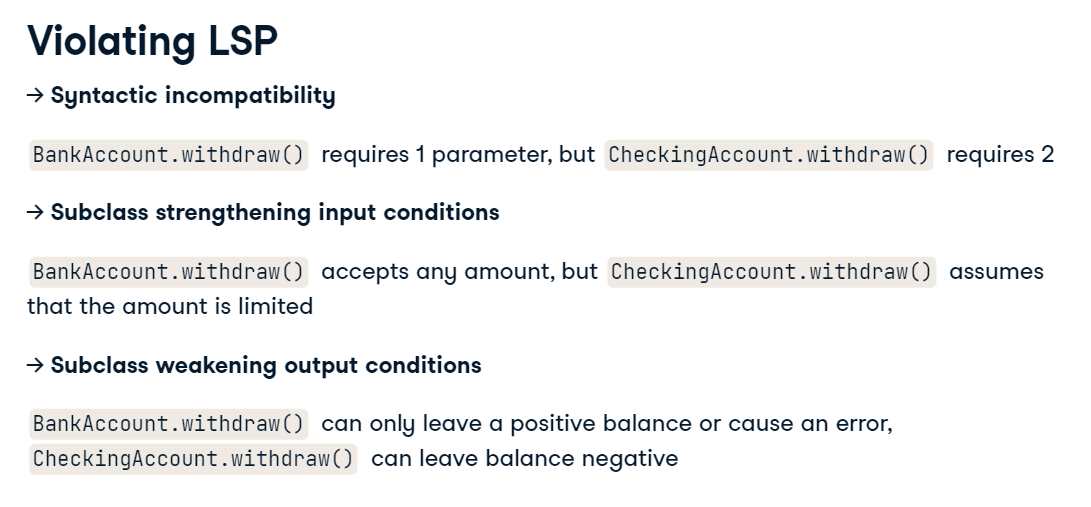 Violating LSP
→ Syntactic incompatibility
BankAccount.withdraw() requires 1 parameter, but CheckingAccount.withdraw() requires 2
→ Subclass strengthening input conditions
BankAccount.withdraw() accepts any amount, but CheckingAccount.withdraw() assumes
that the amount is limited
→ Subclass weakening output conditions
BankAccount.withdraw() can only leave a positive balance or cause an error,
CheckingAccount.withdraw() can leave balance negative